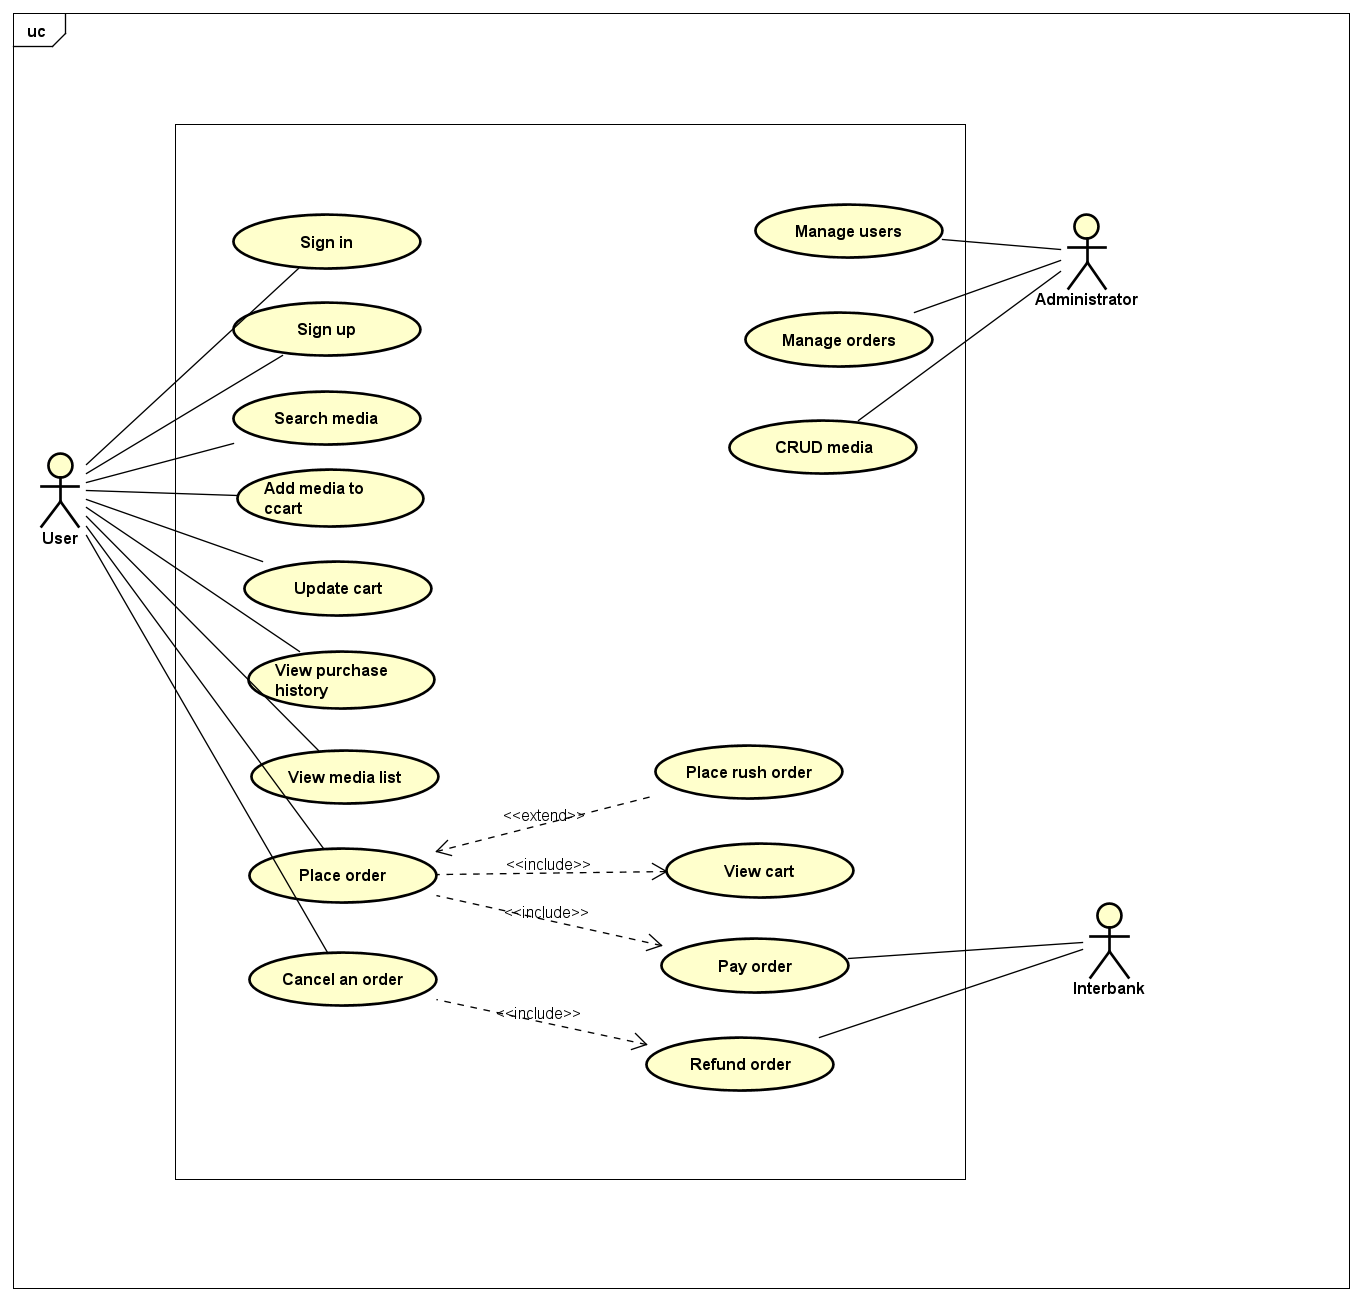 uc
Sign in
Manage users
Sign up
Administrator
Manage orders
Search media
CRUD media
Add media to
ccart
User
Update cart
View purchase
history
View media list
Place rush order
<<extend>>
Place order
<<include>>
View cart
<<include>>
Pay order
Cancel an order
Interbank
<<include>>
Refund order